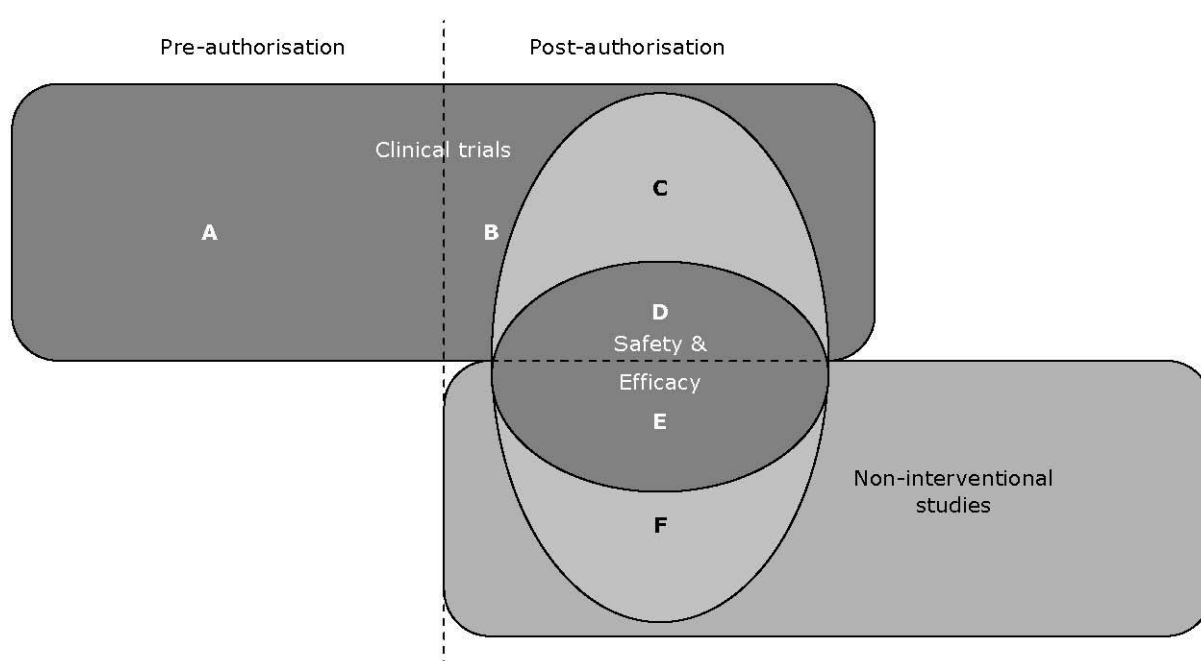 Pre-authorisation
Post-authorisation
Clinical trials
C
A
B
D
Safety &
Efficacy
E
Non-interventional
studies
F